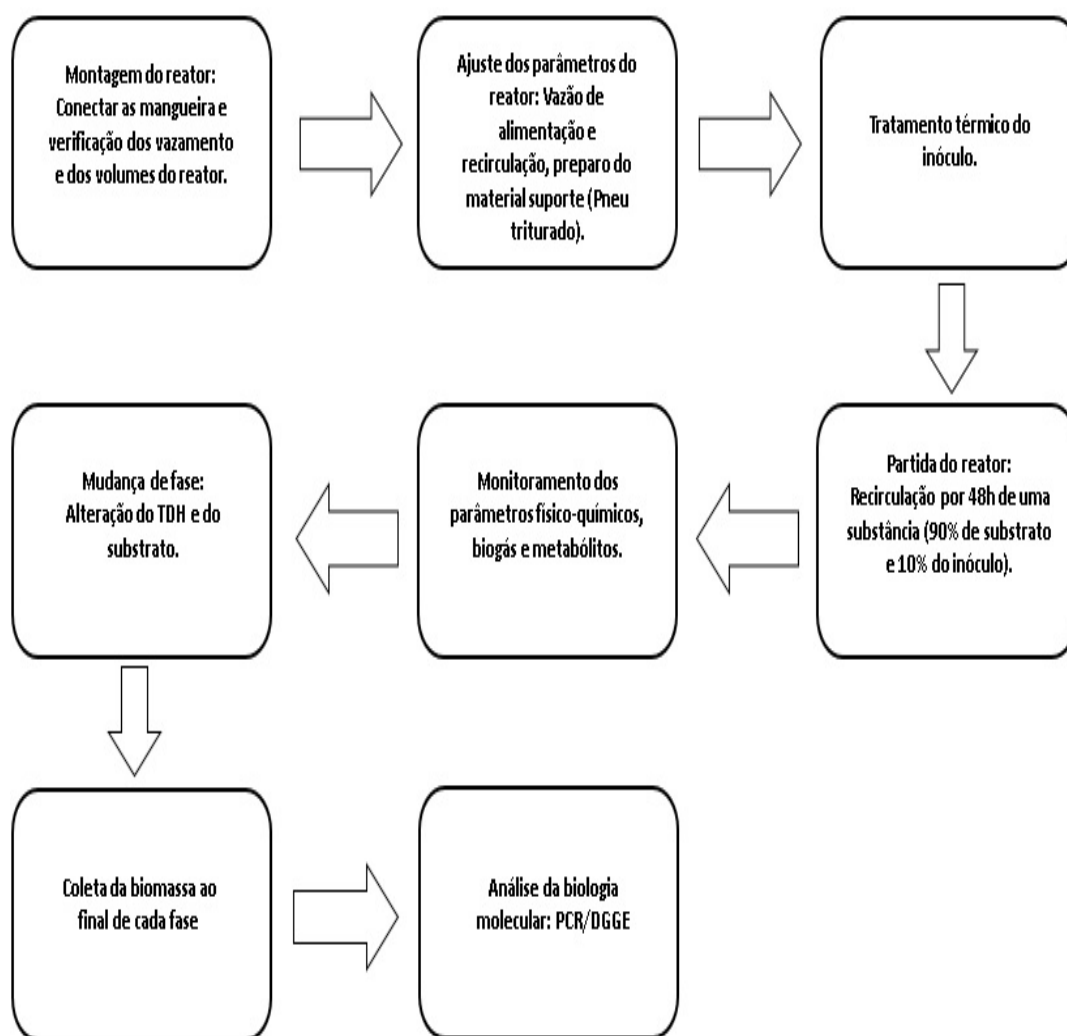 Montagem do reator:
Conectar as mangueira e
verificação dos vazamento
e dos volumes do reator.
Ajuste dos parâmetros do
reator: Vazão de
alimentação e
recirculação, preparo do
material suporte (Pneu
triturado).
Tratamento térmico do
inóculo.
Partida do reator:
Recirculação por 48h de uma
substância (90% de substrato
e 10% do inóculo).
Monitoramento dos
parâmetros físico-químicos,
biogás e metabólitos.
Mudança de fase:
Alteração do TDH e do
substrato.
Coleta da biomassa ao
final de cada fase
Análise da biologia
molecular: PCR/DGGE